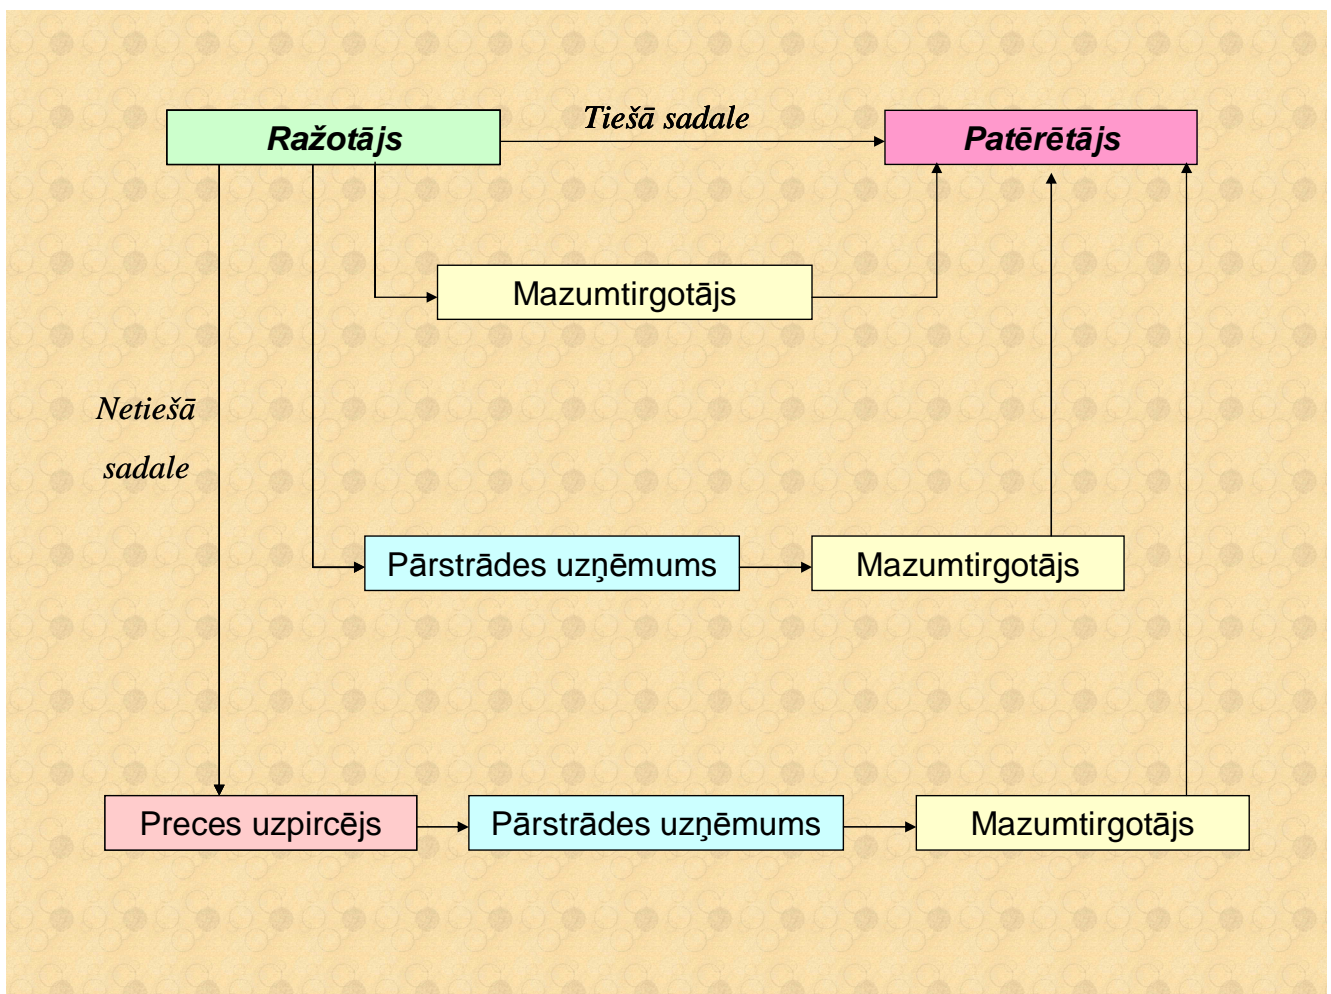 Ražotājs
Tiešā sadale
Patērētājs
Mazumtirgotājs
Netiešā
sadale
Pārstrādes uzņēmums
Mazumtirgotājs
Preces uzpircējs
Pārstrādes uzņēmums
Mazumtirgotājs